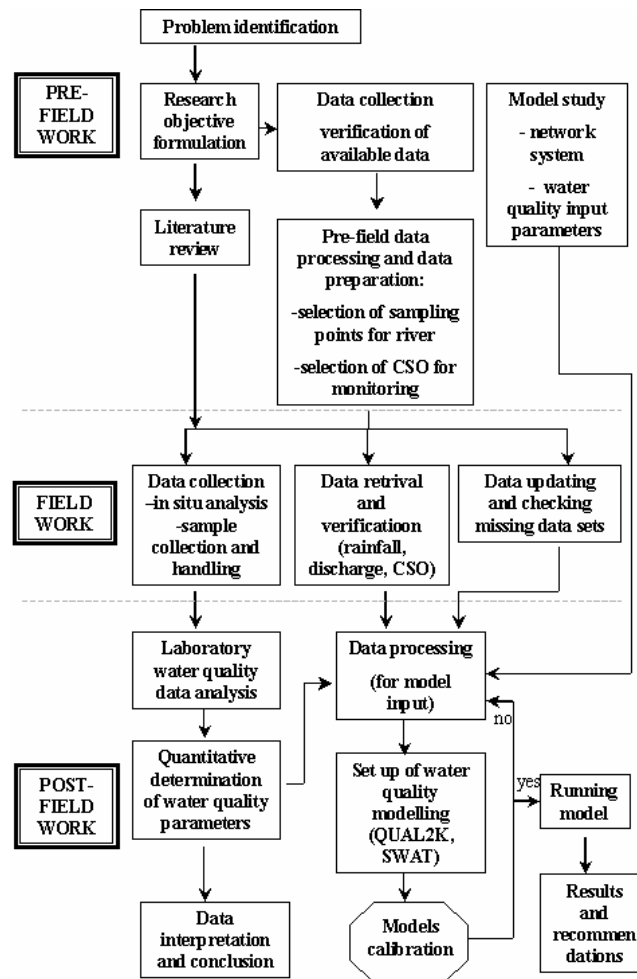 Problem identification
PRE-
FIELD
WORK
Research
objective
formulation
Data collection
verification of
available data
Model study
- network
system
- water
quality input
parameters
Literature
review
Pre-field data
processing and data
preparation:
-selection of sampling
points for river
-selection of CSO for
monitoring
FIELD
WORK
Data collection
–in situ analysis
-sample
collection and
handling
Data retrival
and
verificatioon
(rainfall,
discharge, CSO)
Data updating
and checking
missing data sets
POST-
FIELD
WORK
Laboratory
water quality
data analysis
Data processing
(for model
input)
no
Quantitative
determination
of water quality
parameters
Set up of water
quality
modelling
(QUAL2K,
SWAT)
yes
Running
model
Data
interpretation
and conclusion
Models
calibration
Results
and
recommen
dations